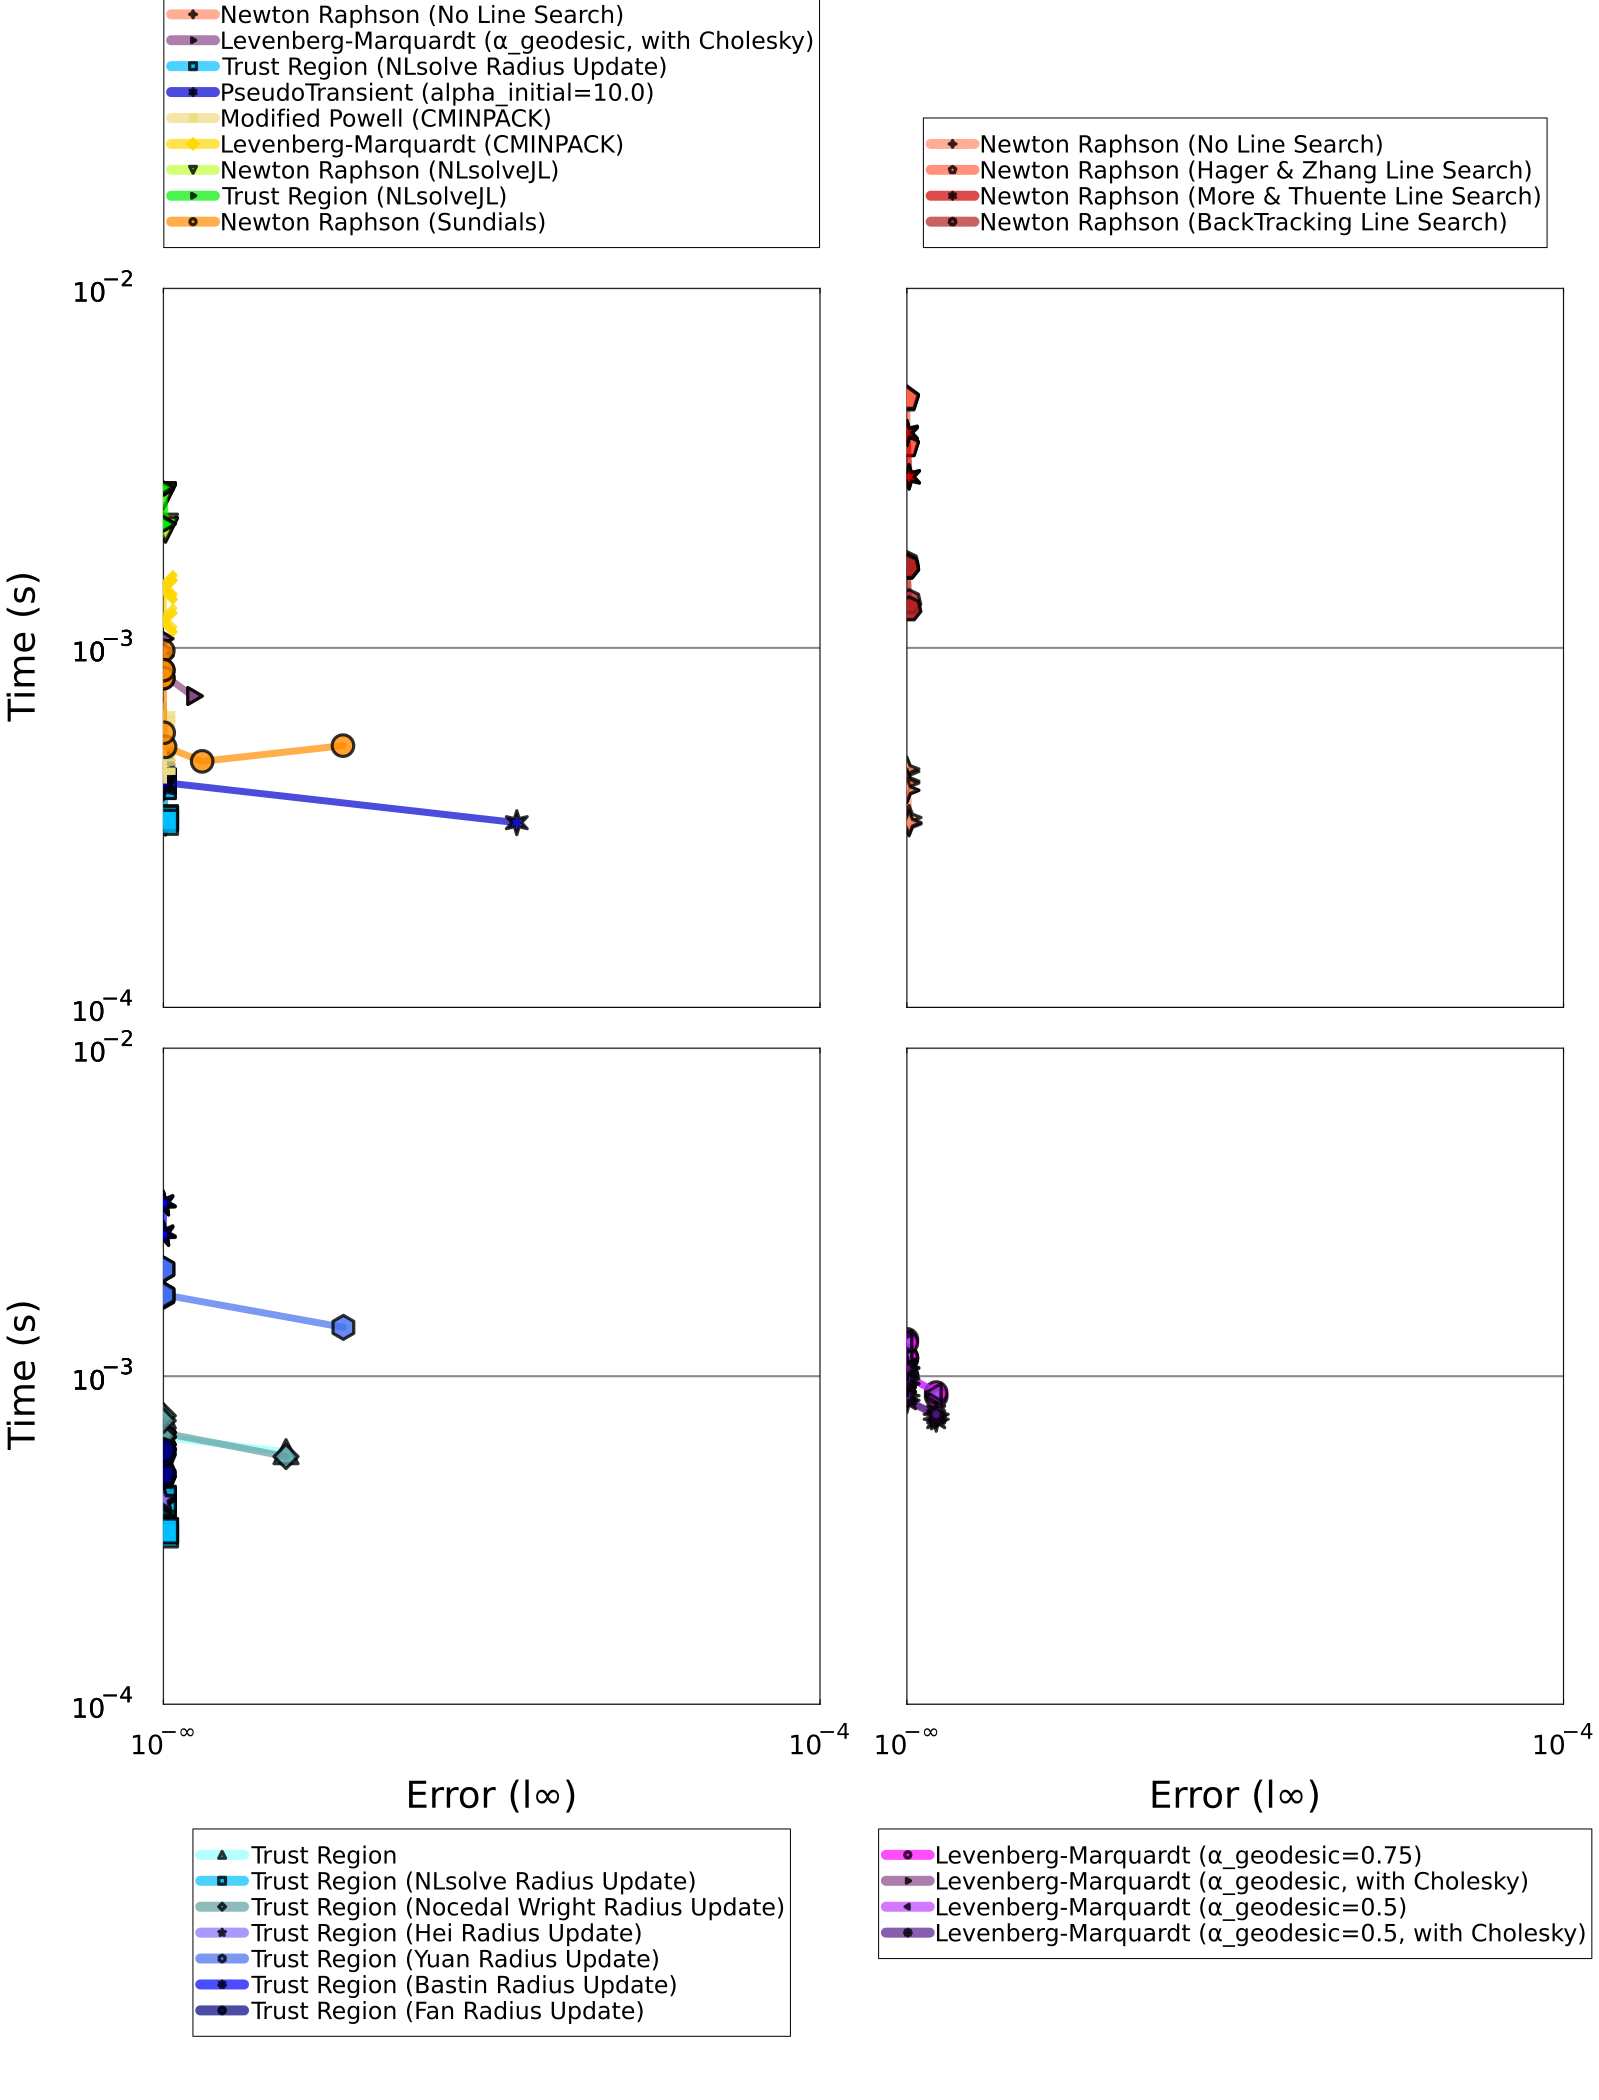 Newton Raphson (No Line Search)
Levenberg-Marquardt (α_geodesic, with Cholesky)
Trust Region (NLsolve Radius Update)
PseudoTransient (alpha_initial=10.0)
Modified Powell (CMINPACK)
Levenberg-Marquardt (CMINPACK)
Newton Raphson (NLsolveJL)
Trust Region (NLsolveJL)
Newton Raphson (Sundials)
Newton Raphson (No Line Search)
Newton Raphson (Hager & Zhang Line Search)
Newton Raphson (More & Thuente Line Search)
Newton Raphson (BackTracking Line Search)
10⁻²
10⁻³
10⁻⁴
Time (s)
10⁻²
10⁻³
10⁻⁴
Time (s)
10^−∞
10⁻⁴
10^−∞
10⁻⁴
Error (l∞)
Error (l∞)
Trust Region
Trust Region (NLsolve Radius Update)
Trust Region (Nocedal Wright Radius Update)
Trust Region (Hei Radius Update)
Trust Region (Yuan Radius Update)
Trust Region (Bastin Radius Update)
Trust Region (Fan Radius Update)
Levenberg-Marquardt (α_geodesic=0.75)
Levenberg-Marquardt (α_geodesic, with Cholesky)
Levenberg-Marquardt (α_geodesic=0.5)
Levenberg-Marquardt (α_geodesic=0.5, with Cholesky)